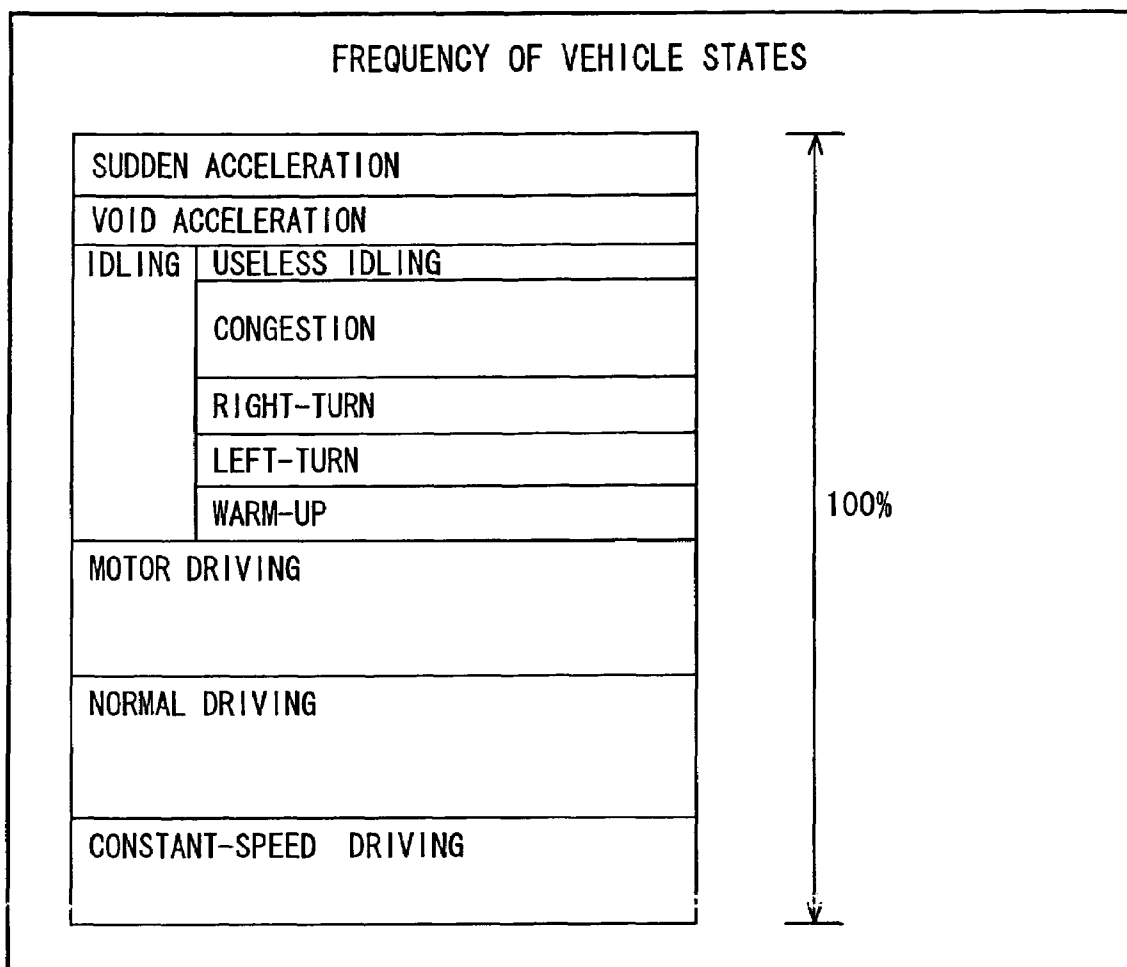 FREQUENCY OF VEHICLE STATES
SUDDEN ACCELERATION
VOID ACCELERATION
IDLING
USELESS IDLING
CONGESTION
RIGHT-TURN
LEFT-TURN
WARM-UP
100%
MOTOR DRIVING
NORMAL DRIVING
CONSTANT-SPEED DRIVING